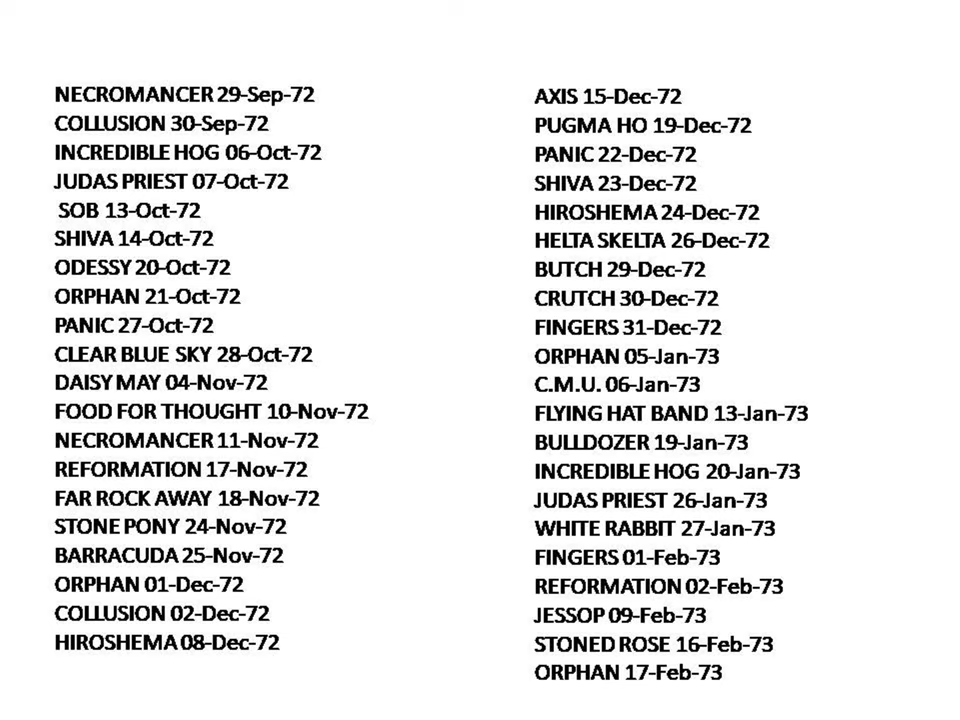 NECROMANCER 29-Sep-72
COLLUSION 30-Sep-72
INCREDIBLE HOG 06-Oct-72
JUDAS PRIEST 07-Oct-72
SOB 13-Oct-72
SHIVA 14-Oct-72
ODESSY 20-Oct-72
ORPHAN 21-Oct-72
PANIC 27-Oct-72
CLEAR BLUE SKY 28-Oct-72
DAISY MAY 04-Nov-72
FOOD FOR THOUGHT 10-Nov-72
NECROMANCER 11-Nov-72
REFORMATION 17-Nov-72
FAR ROCK AWAY 18-Nov-72
STONE PONY 24-Nov-72
BARRACUDA 25-Nov-72
ORPHAN 01-Dec-72
COLLUSION 02-Dec-72
HIROSHEMA 08-Dec-72
AXIS 15-Dec-72
PUGMA HO 19-Dec-72
PANIC 22-Dec-72
SHIVA 23-Dec-72
HIROSHEMA 24-Dec-72
HELTA SKELTA 26-Dec-72
BUTCH 29-Dec-72
CRUTCH 30-Dec-72
FINGERS 31-Dec-72
ORPHAN 05-Jan-73
C.M.U. 06-Jan-73
FLYING HAT BAND 13-Jan-73
BULLDOZER 19-Jan-73
INCREDIBLE HOG 20-Jan-73
JUDAS PRIEST 26-Jan-73
WHITE RABBIT 27-Jan-73
FINGERS 01-Feb-73
REFORMATION 02-Feb-73
JESSOP 09-Feb-73
STONED ROSE 16-Feb-73
ORPHAN 17-Feb-73